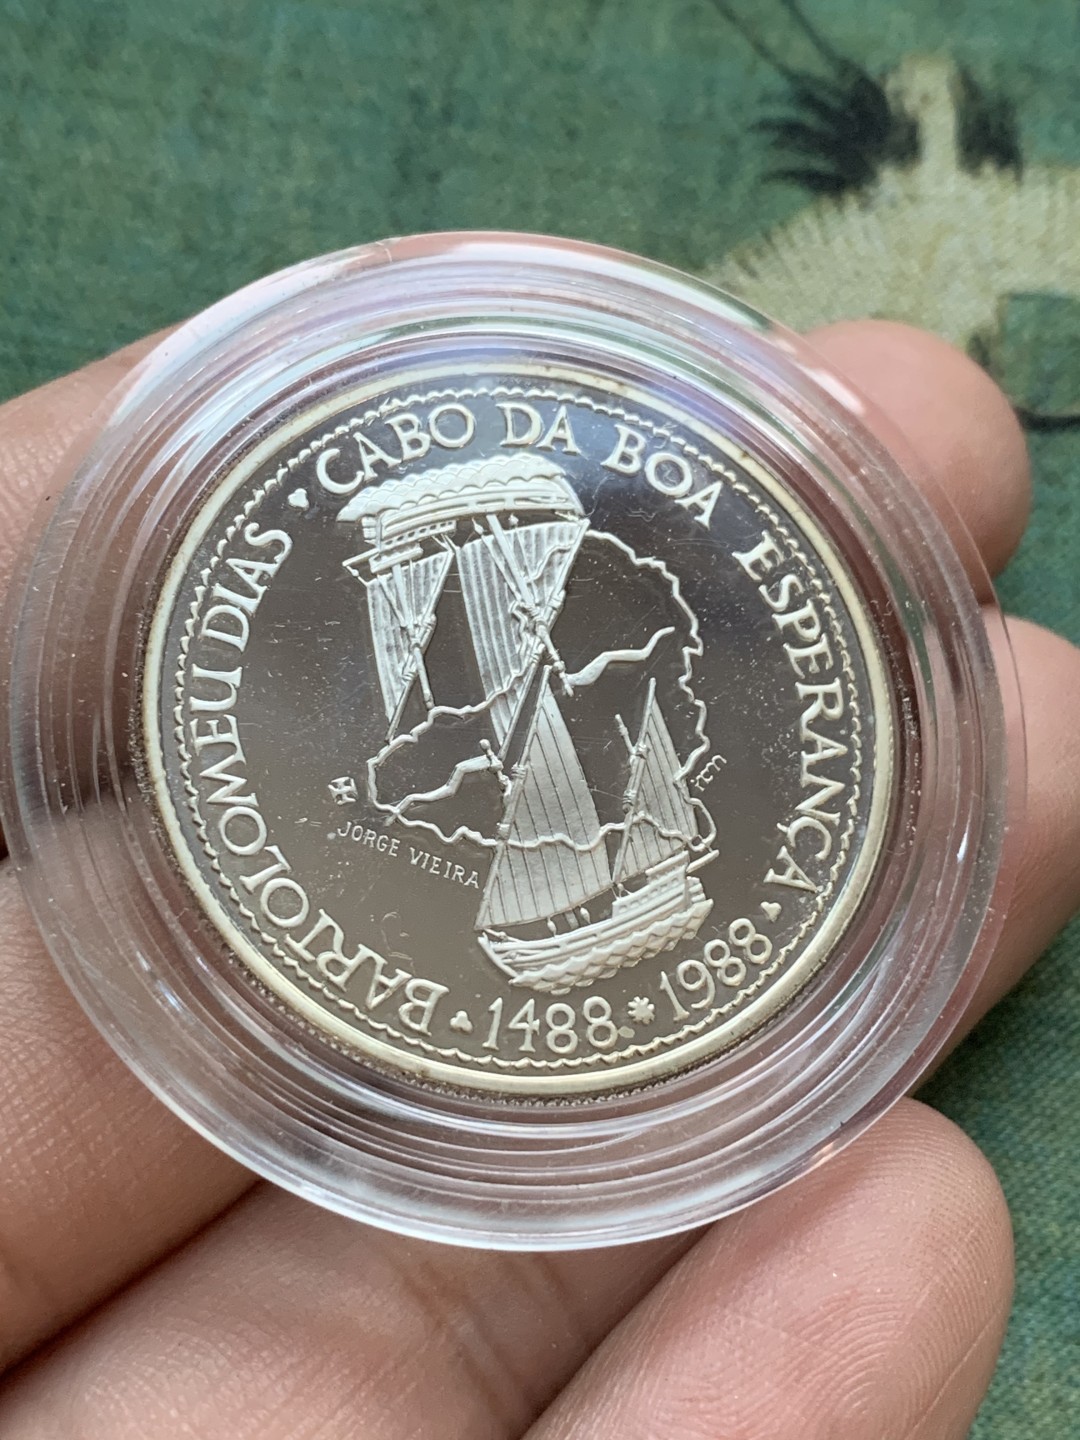 BARTOLOMEU DIAS • CABO DA BOA ESPERANÇA • 1488 * 1988 •
JORGE VIEIRA